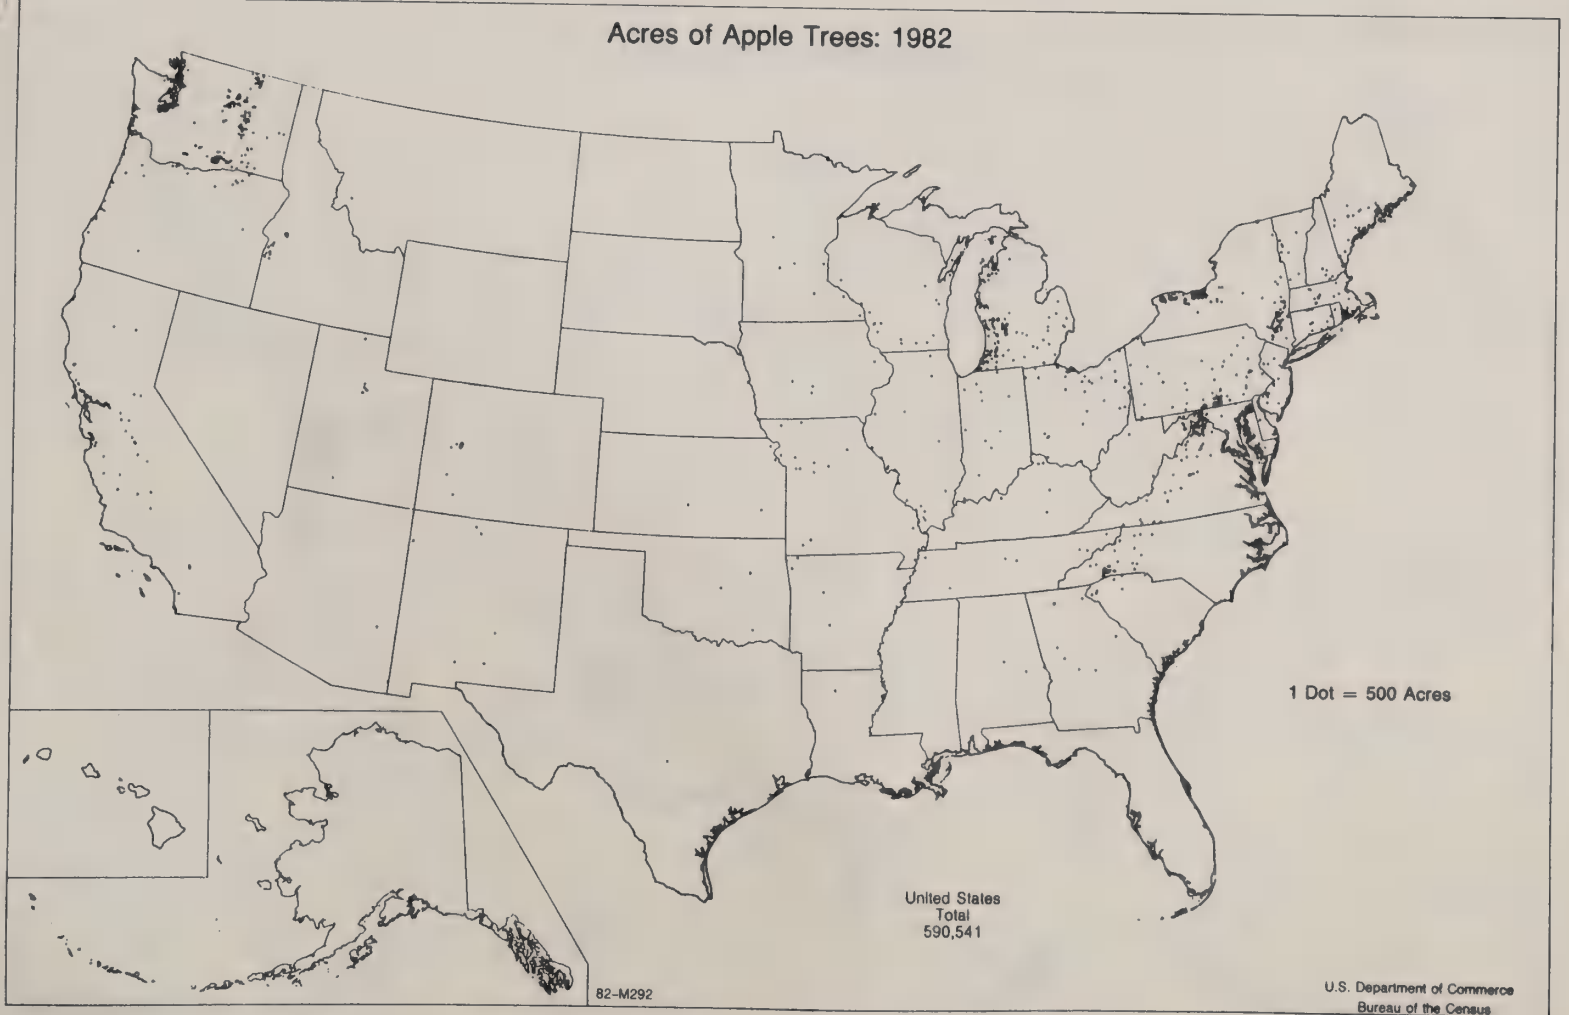 Acres of Apple Trees: 1982
1 Dot = 500 Acres
United States
Total
590,541
82-M292
U.S. Department of Commerce
Bureau of the Census